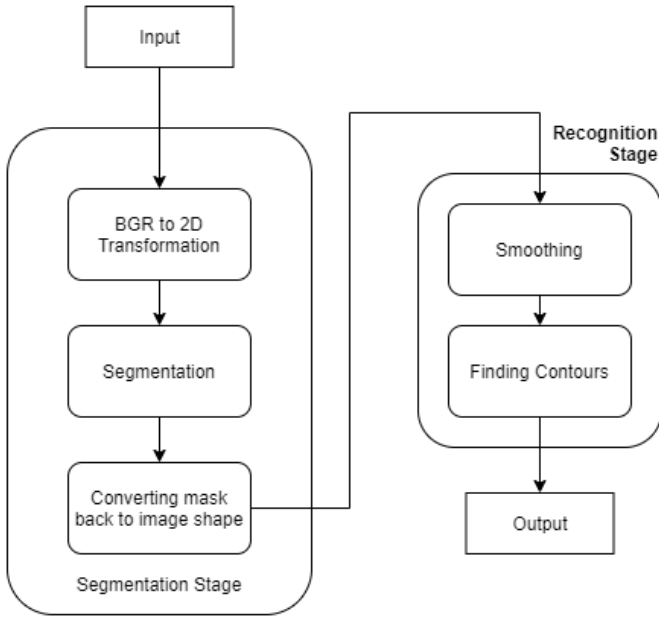 Input
BGR to 2D
Transformation
Segmentation
Converting mask
back to image shape
Segmentation Stage
Recognition
Stage
Smoothing
Finding Contours
Output